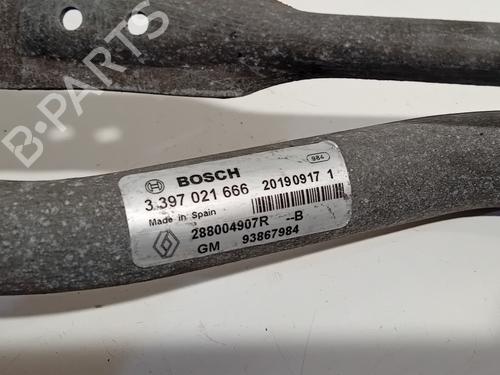 B-PARTS
984
BOSCH
3 397 021 666 20190917 1
Made in Spain
288004907R --B
GM 93867984